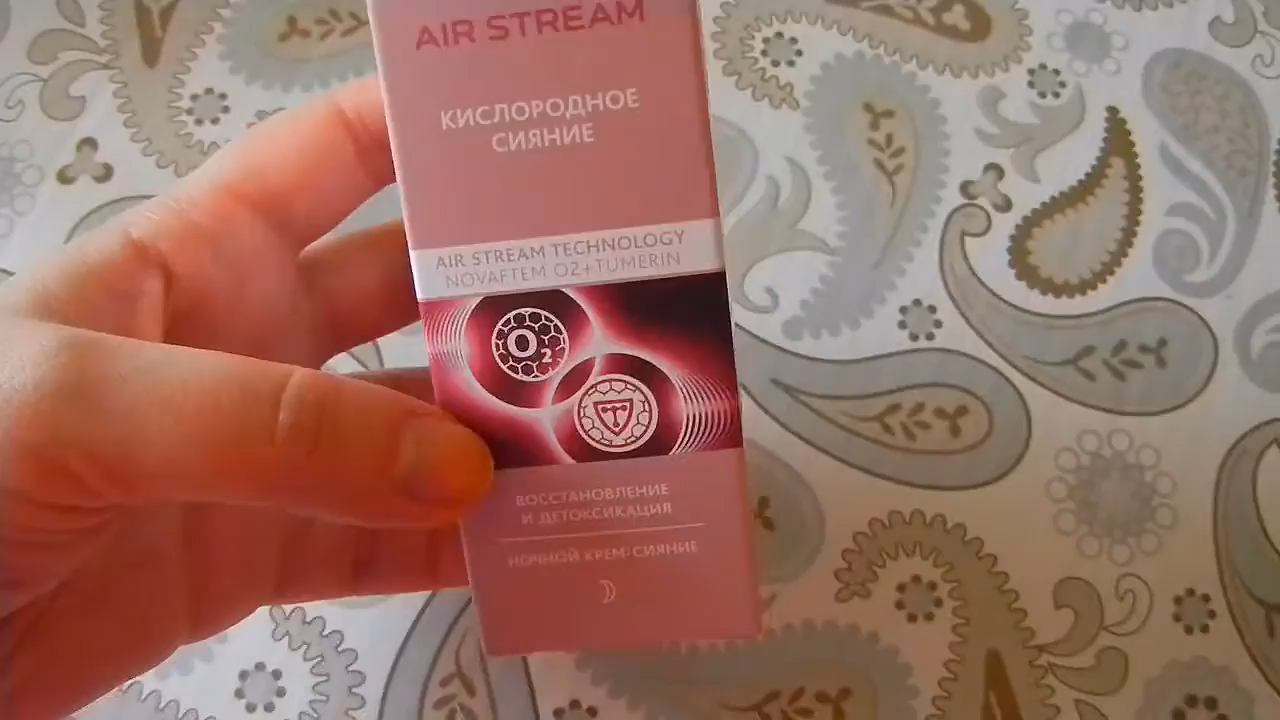 AIR STREAM
КИСЛОРОДНОЕ
СИЯНИЕ
AIR STREAM TECHNOLOGY
NOVAFTEM O2+TUMERIN
O2
T
ВОССТАНОВЛЕНИЕ
И ДЕТОКСИКАЦИЯ
НОЧНОЙ КРЕМ-СИЯНИЕ